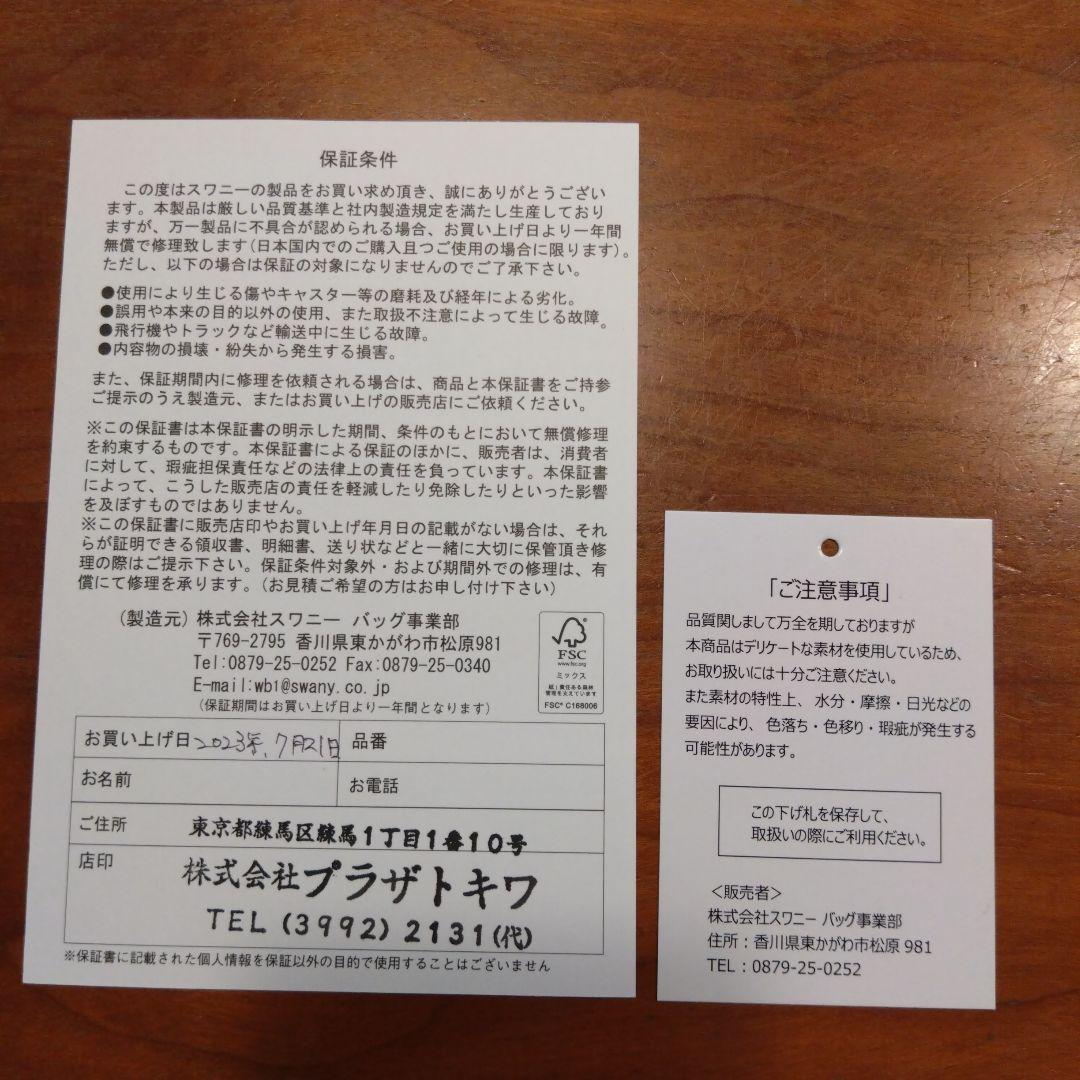 保証条件
この度はスワニーの製品をお買い求め頂き、誠にありがとうござい
ます。本製品は厳しい品質基準と社内製造規定を満たし生産しており
ますが、万一製品に不具合が認められる場合、お買い上げ日より一年間
無償で修理致します(日本国内でのご購入且つご使用の場合に限ります)。
ただし、以下の場合は保証の対象になりませんのでご了承下さい。
●使用により生じる傷やキャスター等の磨耗及び経年による劣化。
●誤用や本来の目的以外の使用、また取扱不注意によって生じる故障。
●飛行機やトラックなど輸送中に生じる故障。
●内容物の損壊・紛失から発生する損害。
また、保証期間内に修理を依頼される場合は、商品と本保証書をご持参
ご提示のうえ製造元、またはお買い上げの販売店にご依頼ください。
※この保証書は本保証書の明示した期間、条件のもとにおいて無償修理
を約束するものです。本保証書による保証のほかに、販売者は、消費者
に対して、瑕疵担保責任などの法律上の責任を負っています。本保証書
によって、こうした販売店の責任を軽減したり免除したりといった影響
を及ぼすものではありません。
※この保証書に販売店印やお買い上げ年月日の記載がない場合は、それ
らが証明できる領収書、明細書、送り状などと一緒に大切に保管頂き修
理の際はご提示下さい。保証条件対象外・および期間外での修理は、有
償にて修理を承ります。(お見積ご希望の方はお申し付け下さい)
(製造元) 株式会社スワニー バッグ事業部
〒769-2795 香川県東かがわ市松原981
Tel:0879-25-0252 Fax:0879-25-0340
E-mail:wb1@swany.co.jp
(保証期間はお買い上げ日より一年間となります)
FSC
www.fsc.org
ミックス
紙|責任ある森林
管理を支えています
FSC® C168006
お買い上げ日 2023年、7月21日 品番
お名前 お電話
ご住所 東京都練馬区練馬1丁目1番10号
店印 株式会社プラザトキワ
TEL (3992) 2131(代)
※保証書に記載された個人情報を保証以外の目的で使用することはございません
「ご注意事項」
品質関しまして万全を期しておりますが
本商品はデリケートな素材を使用しているため、
お取り扱いには十分ご注意ください。
また素材の特性上、水分・摩擦・日光などの
要因により、色落ち・色移り・瑕疵が発生する
可能性があります。
この下げ札を保存して、
取扱いの際にご利用ください。
＜販売者＞
株式会社スワニー バッグ事業部
住所：香川県東かがわ市松原 981
TEL：0879-25-0252